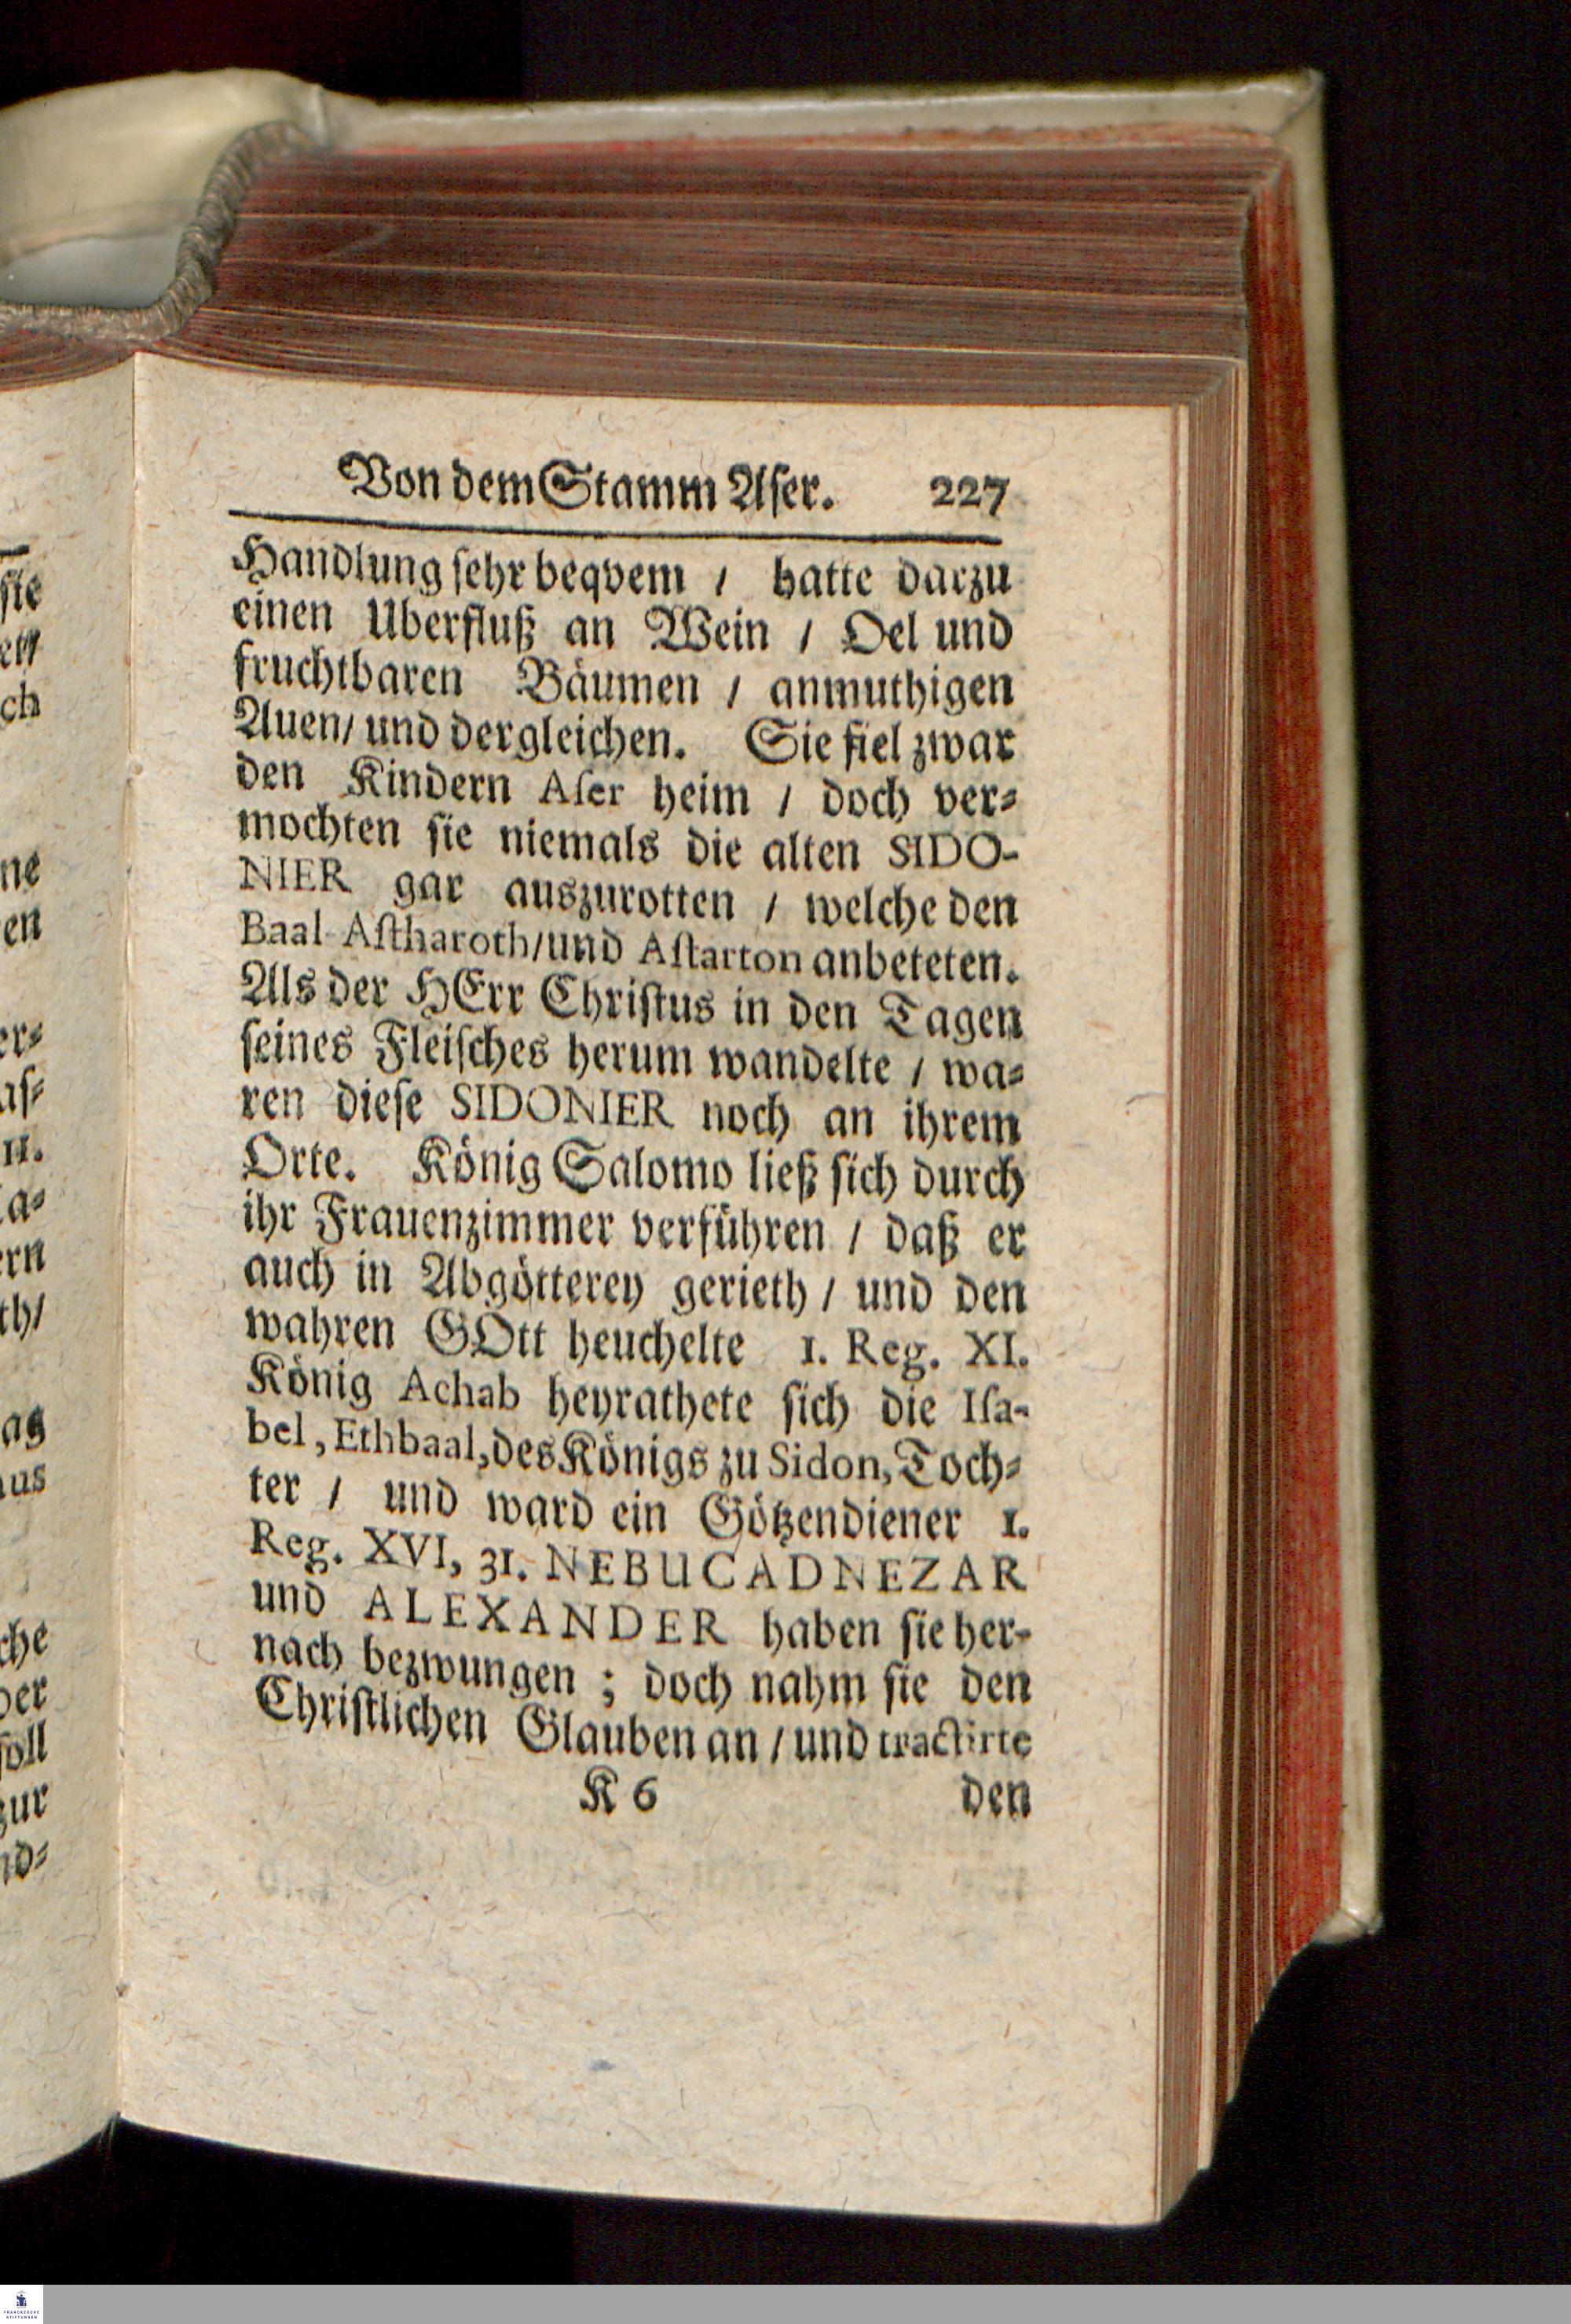 Von dem Stamm Aſer. 227
Handlung ſehr beqvem / hatte darzu
einen Uberfluß an Wein / Oel und
fruchtbaren Bäumen / anmuthigen
Auen / und dergleichen. Sie fiel zwar
den Kindern Aſer heim / doch ver⸗
mochten ſie niemals die alten SIDO-
NIER gar auszurotten / welche den
Baal Aſtharoth / und Aſtarton anbeteten.
Als der HErr Chriſtus in den Tagen
ſeines Fleiſches herum wandelte / wa⸗
ren dieſe SIDONIER noch an ihrem
Orte. König Salomo ließ ſich durch
ihr Frauenzimmer verführen / daß er
auch in Abgötterey gerieth / und den
wahren GOtt heuchelte 1. Reg. XI.
König Achab heyrathete ſich die Iſa-
bel, Ethbaal, des Königs zu Sidon, Toch⸗
ter / und ward ein Götzendiener 1.
Reg. XVI, 31. NEBUCADNEZAR
und ALEXANDER haben ſie her⸗
nach bezwungen ; doch nahm ſie den
Chriſtlichen Glauben an / und tractirte
K 6 den